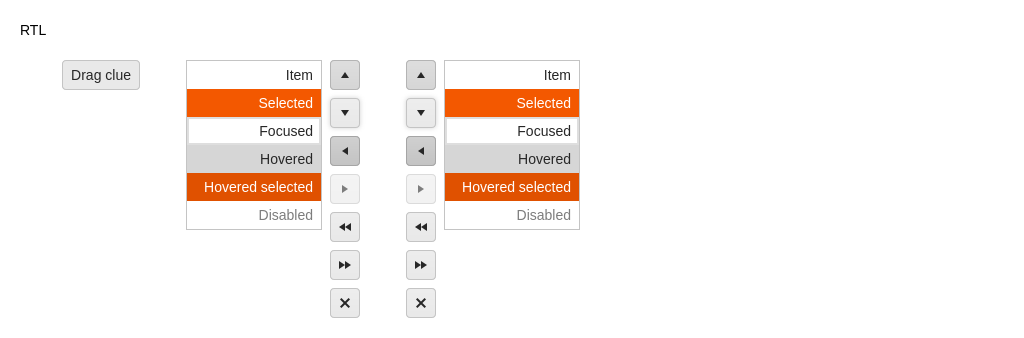 RTL
Drag clue
Item
Selected
Focused
Hovered
Hovered selected
Disabled
Item
Selected
Focused
Hovered
Hovered selected
Disabled